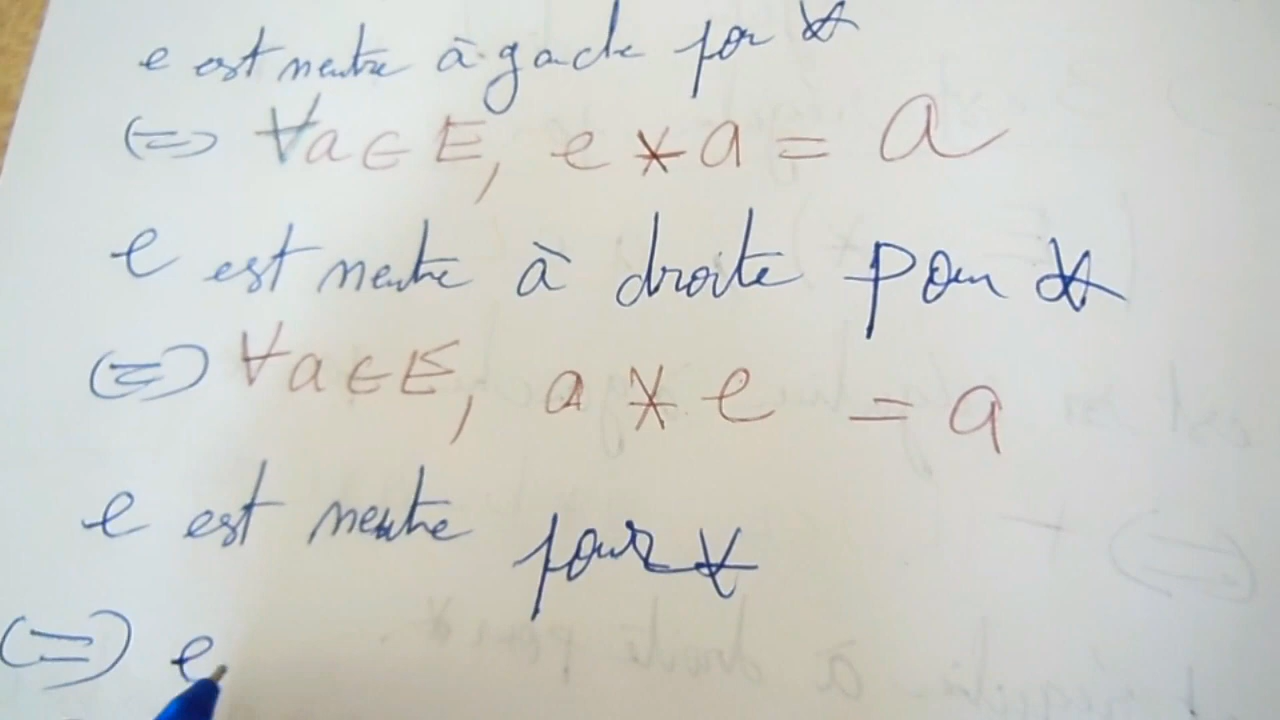 e est neutre à gauche pour *
⇔ ∀a∈E, e * a = a
e est neutre à droite pour *
⇔ ∀a∈E, a * e = a
e est neutre pour *
⇔ e